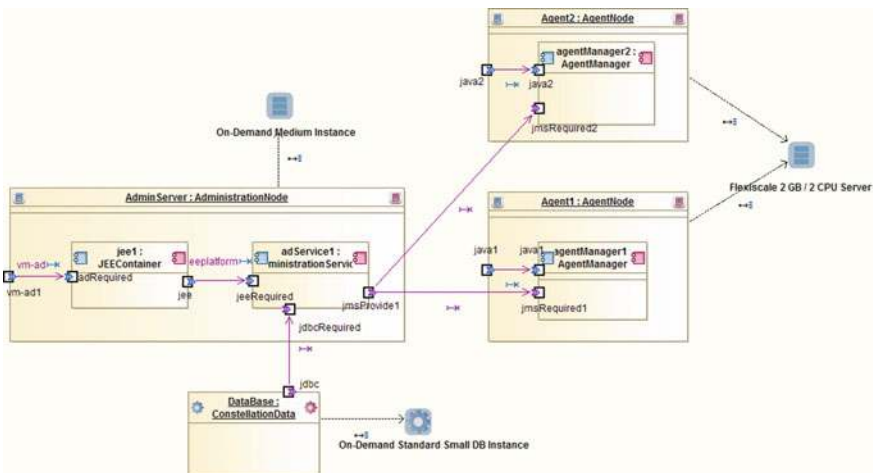 Agent2 : AgentNode
agentManager2 :
AgentManager
java2
java2
jmsRequired2
On-Demand Medium Instance
Flexiscale 2 GB / 2 CPU Server
AdminServer : AdministrationNode
Agent1 : AgentNode
jee1 :
JEEContainer
adService1 :
ministrationServic
java1
java1
agentManager1
AgentManager
vm-ad
eeplatform
vm-ad1
adRequired
jee
jeeRequired
jmsProvide1
jmsRequired1
jdbcRequired
jdbc
DataBase :
ConstellationData
On-Demand Standard Small DB Instance